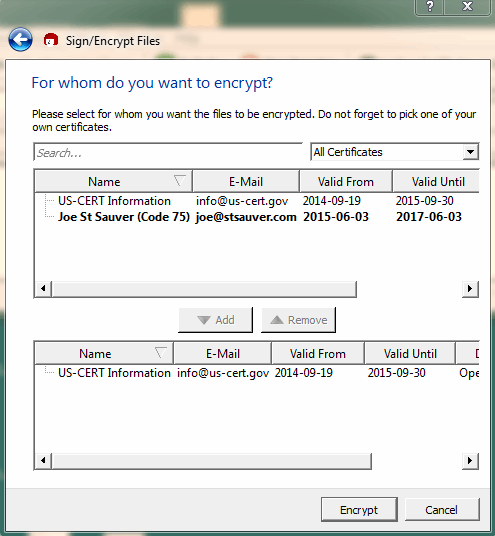 Sign/Encrypt Files
For whom do you want to encrypt?
Please select for whom you want the files to be encrypted. Do not forget to pick one of your
own certificates.
Search... All Certificates
Name E-Mail Valid From Valid Until
US-CERT Information info@us-cert.gov 2014-09-19 2015-09-30
Joe St Sauver (Code 75) joe@stsauver.com 2015-06-03 2017-06-03
Add Remove
Name E-Mail Valid From Valid Until D
US-CERT Information info@us-cert.gov 2014-09-19 2015-09-30 Ope
Encrypt Cancel